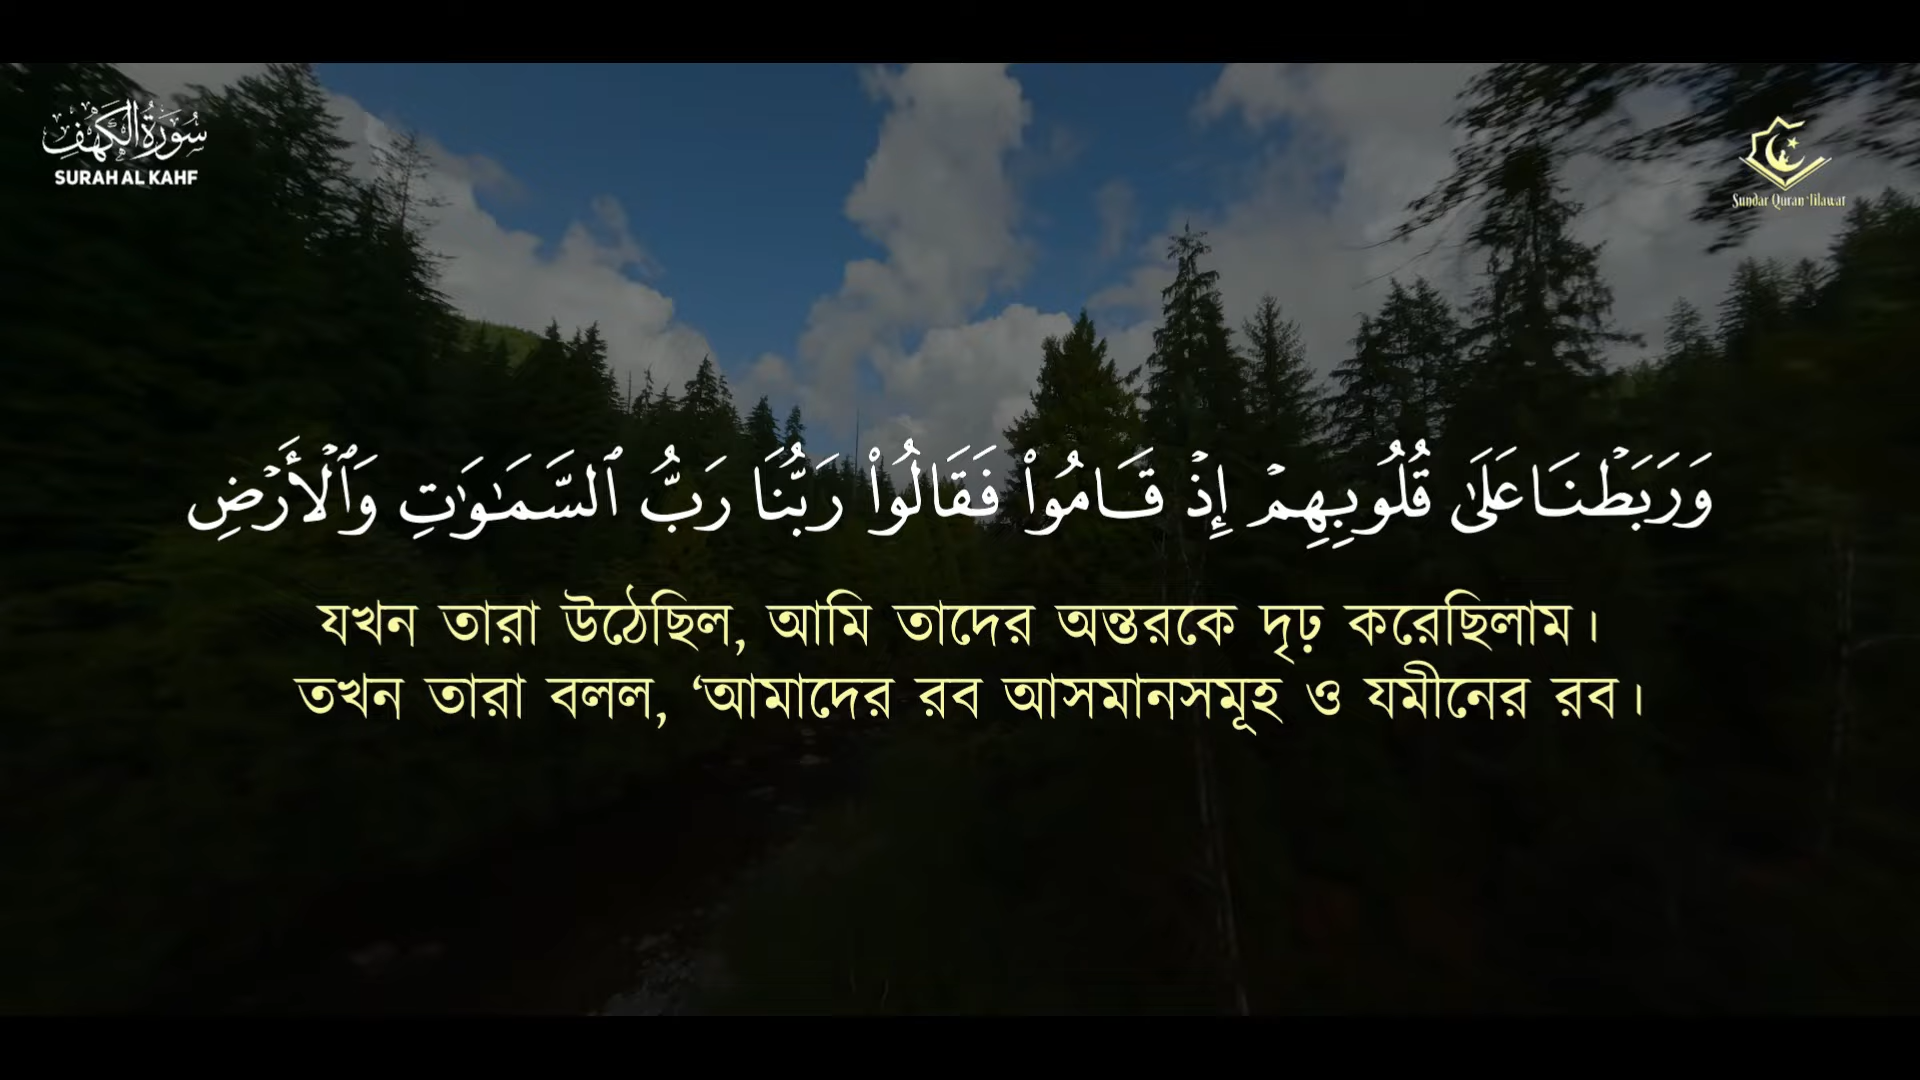 سُورَةُ الكَهْفِ
SURAH AL KAHF
Sundar Quran Tilawat
وَرَبَطۡنَا عَلَىٰ قُلُوبِهِمۡ إِذۡ قَامُواْ فَقَالُواْ رَبُّنَا رَبُّ ٱلسَّمَٰوَٰتِ وَٱلۡأَرۡضِ
যখন তারা উঠেছিল, আমি তাদের অন্তরকে দৃঢ় করেছিলাম।
তখন তারা বলল, ‘আমাদের রব আসমানসমূহ ও যমীনের রব।